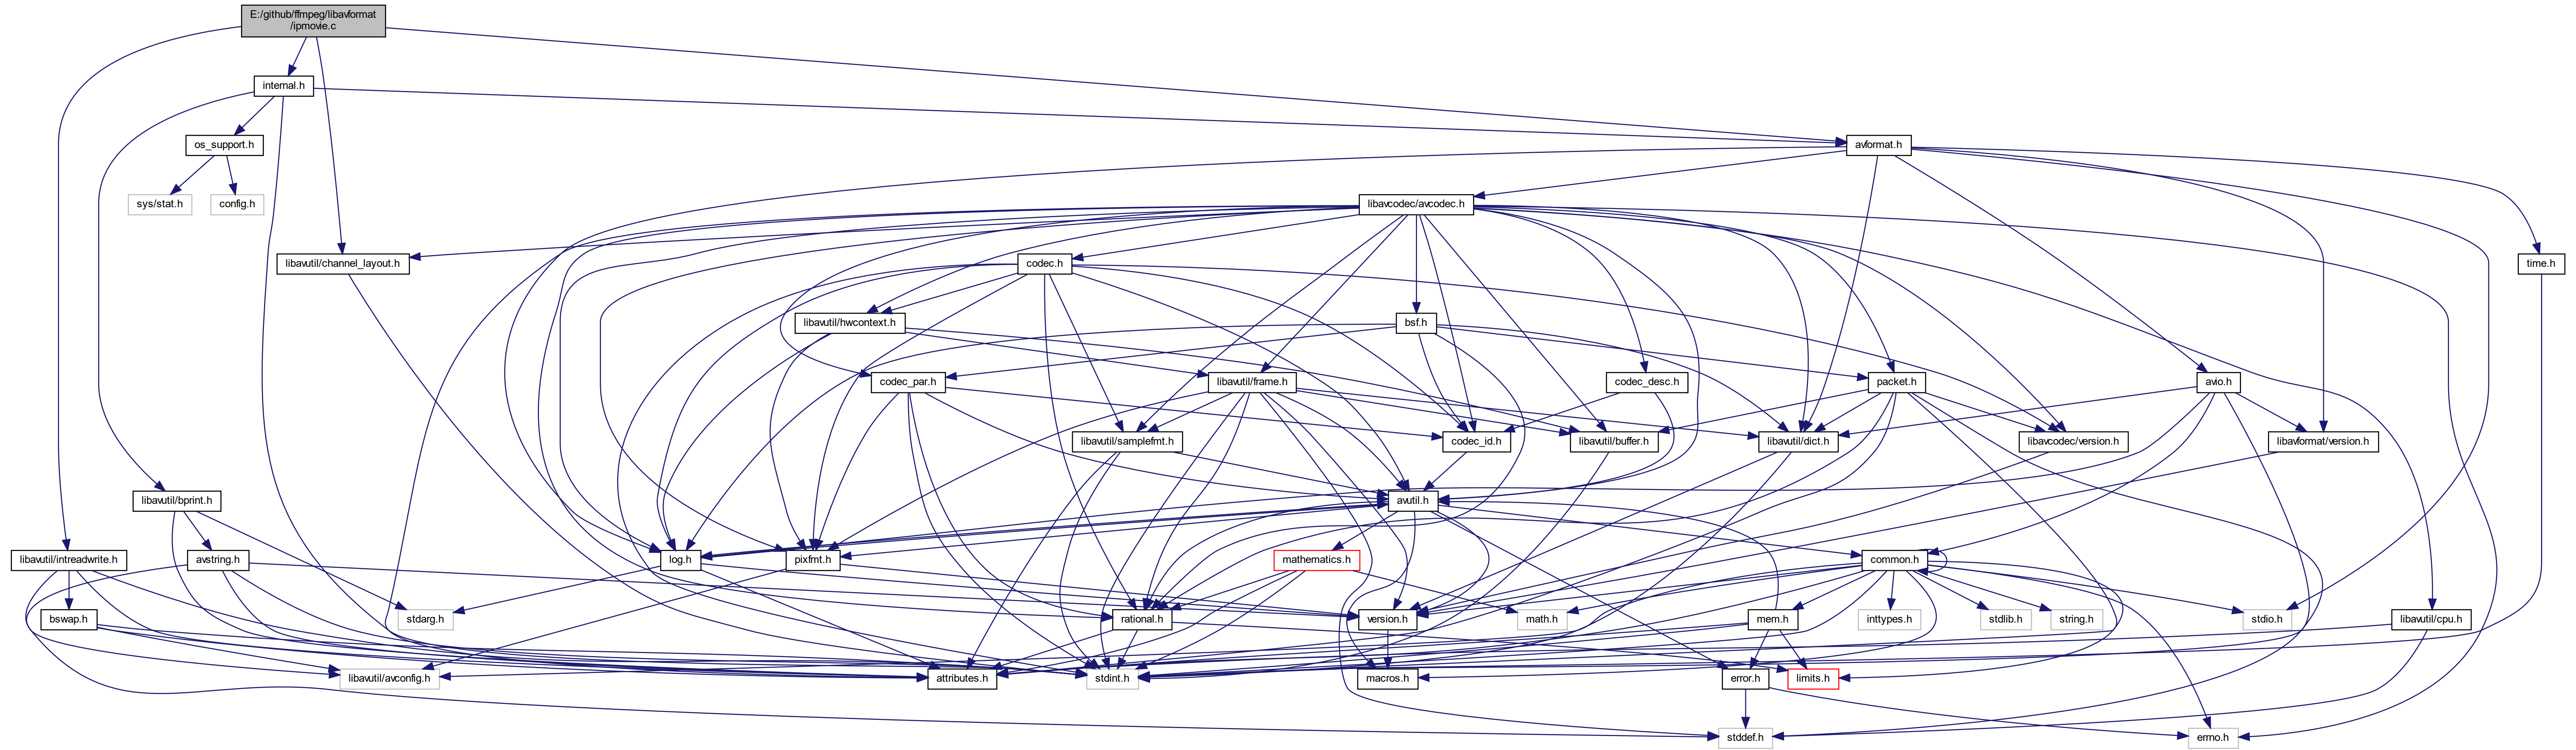 E:/github/ffmpeg/libavformat
/ipmovie.c
internal.h
os_support.h
avformat.h
sys/stat.h
config.h
libavcodec/avcodec.h
libavutil/channel_layout.h
codec.h
time.h
libavutil/hwcontext.h
bsf.h
codec_par.h
libavutil/frame.h
codec_desc.h
packet.h
avio.h
libavutil/samplefmt.h
codec_id.h
libavutil/buffer.h
libavutil/dict.h
libavcodec/version.h
libavformat/version.h
libavutil/bprint.h
avutil.h
libavutil/intreadwrite.h
avstring.h
log.h
pixfmt.h
mathematics.h
common.h
bswap.h
stdarg.h
rational.h
version.h
math.h
mem.h
inttypes.h
stdlib.h
string.h
stdio.h
libavutil/cpu.h
libavutil/avconfig.h
attributes.h
stdint.h
macros.h
error.h
limits.h
stddef.h
errno.h